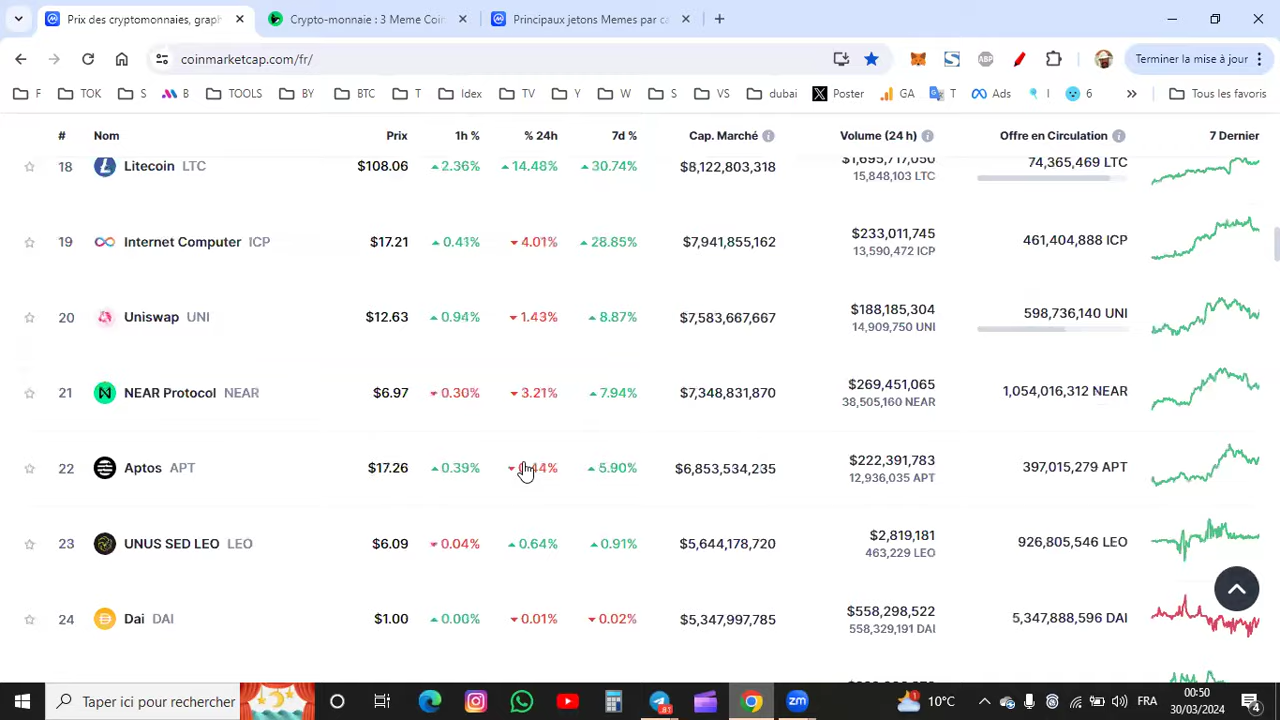 Prix des cryptomonnaies, grap
Crypto-monnaie : 3 Meme Coin
Principaux jetons Memes par ca
coinmarketcap.com/fr/
Terminer la mise à jour
F TOK S B TOOLS BY BTC T Idex TV Y W S VS dubai Poster GA T Ads I 6 Tous les favoris
# Nom Prix 1h % % 24h 7d % Cap. Marché Volume (24 h) Offre en Circulation 7 Dernier
18 Litecoin LTC $108.06 2.36% 14.48% 30.74% $8,122,803,318 $1,695,717,050 74,365,469 LTC
15,848,103 LTC
19 Internet Computer ICP $17.21 0.41% 4.01% 28.85% $7,941,855,162 $233,011,745 461,404,888 ICP
13,590,472 ICP
20 Uniswap UNI $12.63 0.94% 1.43% 8.87% $7,583,667,667 $188,185,304 598,736,140 UNI
14,909,750 UNI
21 NEAR Protocol NEAR $6.97 0.30% 3.21% 7.94% $7,348,831,870 $269,451,065 1,054,016,312 NEAR
38,505,160 NEAR
22 Aptos APT $17.26 0.39% 5.90% $6,853,534,235 $222,391,783 397,015,279 APT
12,936,035 APT
23 UNUS SED LEO LEO $6.09 0.04% 0.64% 0.91% $5,644,178,720 $2,819,181 926,805,546 LEO
463,229 LEO
24 Dai DAI $1.00 0.00% 0.01% 0.02% $5,347,997,785 $558,298,522 5,347,888,596 DAI
558,329,191 DAI
Taper ici pour rechercher
10°C
FRA
00:50
30/03/2024